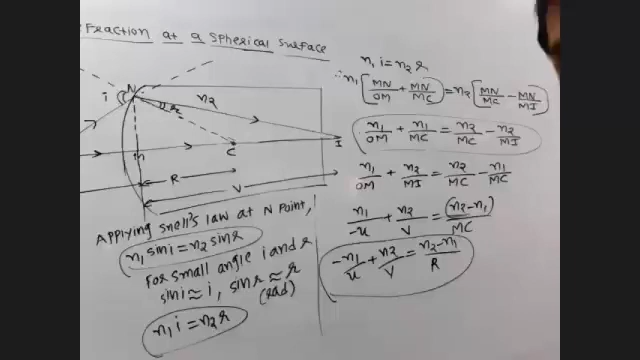 Fraction at a Spherical Surface
N
i
r
n2
M
C
I
R
V
Applying Snell's law at N Point,
n1 sin i = n2 sin r
For small angle i and r
sin i ≈ i, sin r ≈ r
(rad)
n1 i = n2 r
n1 i = n2 r
∴ n1 [MN/OM + MN/MC] = n2 [MN/MC - MN/MI]
n1/OM + n1/MC = n2/MC - n2/MI
n1/OM + n2/MI = n2/MC - n1/MC
n1/-u + n2/V = (n2-n1)/MC
-n1/u + n2/V = n2-n1/R